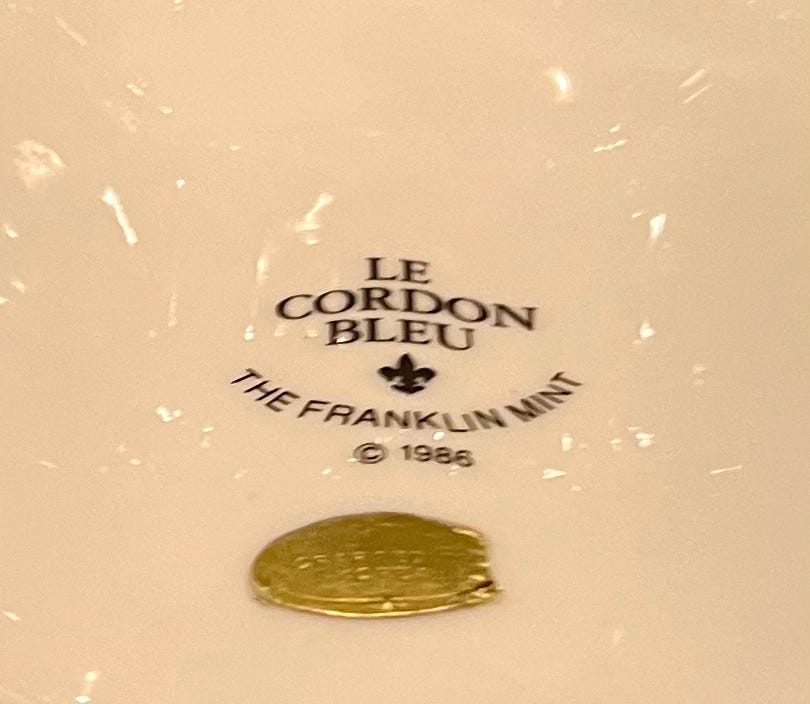 LE
CORDON
BLEU
THE FRANKLIN MINT
© 1986